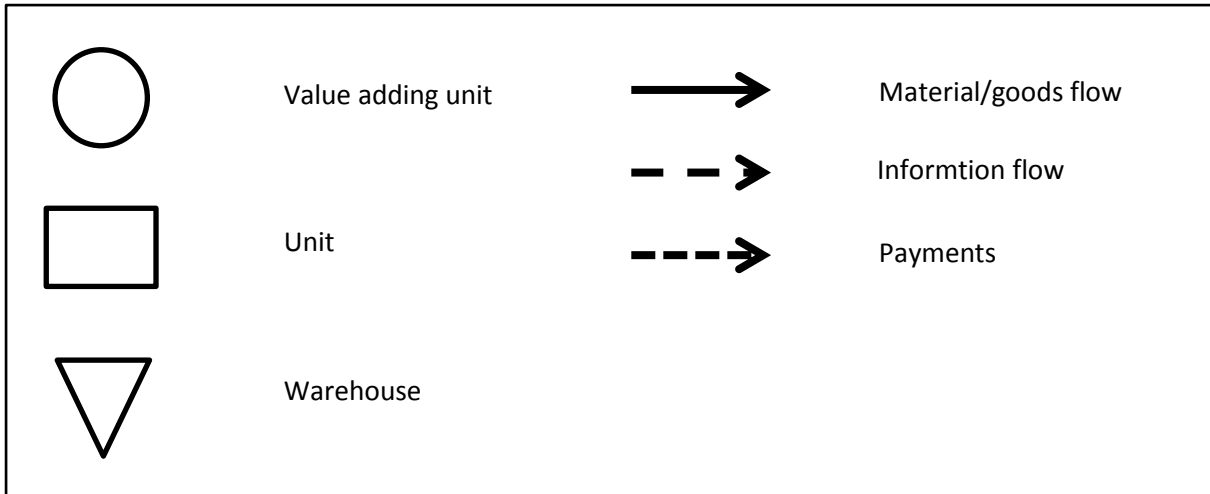 Value adding unit
Material/goods flow
Informtion flow
Unit
Payments
Warehouse